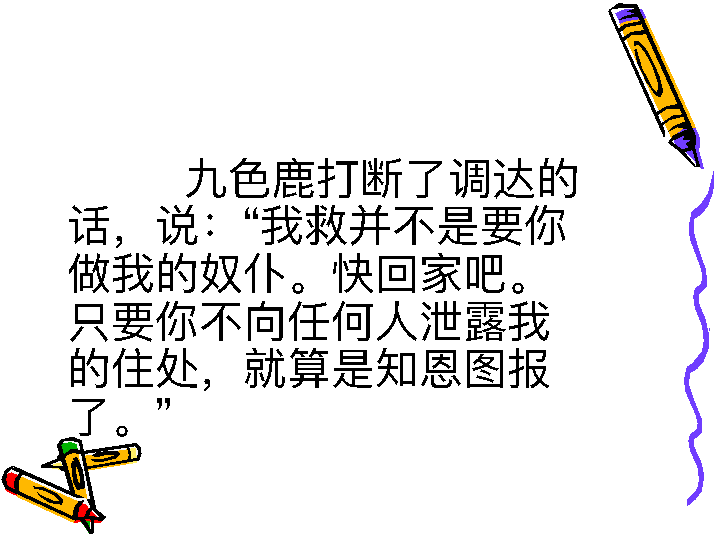 九色鹿打断了调达的
话，说：“我救并不是要你
做我的奴仆。快回家吧。
只要你不向任何人泄露我
的住处，就算是知恩图报
了。”